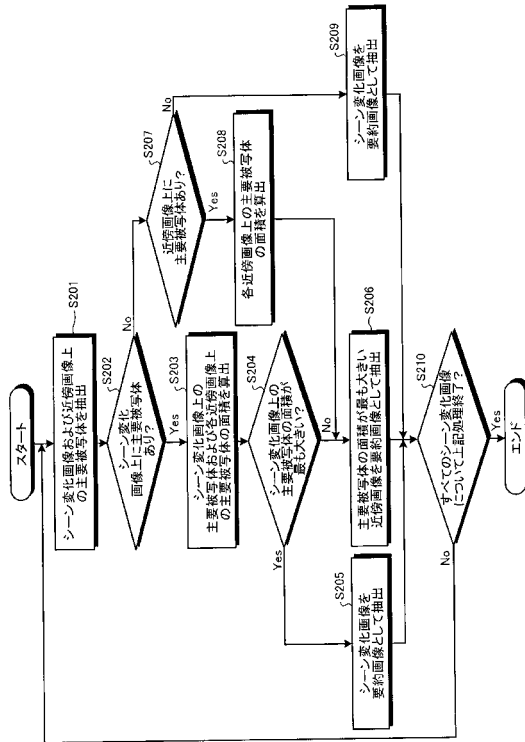 スタート
S201
シーン変化画像および近傍画像上
の主要被写体を抽出
S202
シーン変化
画像上に主要被写体
あり?
No
Yes
S203
シーン変化画像上の
主要被写体および各近傍画像上
の主要被写体の面積を算出
S204
シーン変化画像上の
主要被写体の面積が
最も大きい?
Yes
No
S205
シーン変化画像を
要約画像として抽出
S206
主要被写体の面積が最も大きい
近傍画像を要約画像として抽出
S207
近傍画像上に
主要被写体あり?
No
Yes
S208
各近傍画像上の主要被写体
の面積を算出
S209
シーン変化画像を
要約画像として抽出
S210
すべてのシーン変化画像
について上記処理終了?
No
Yes
エンド